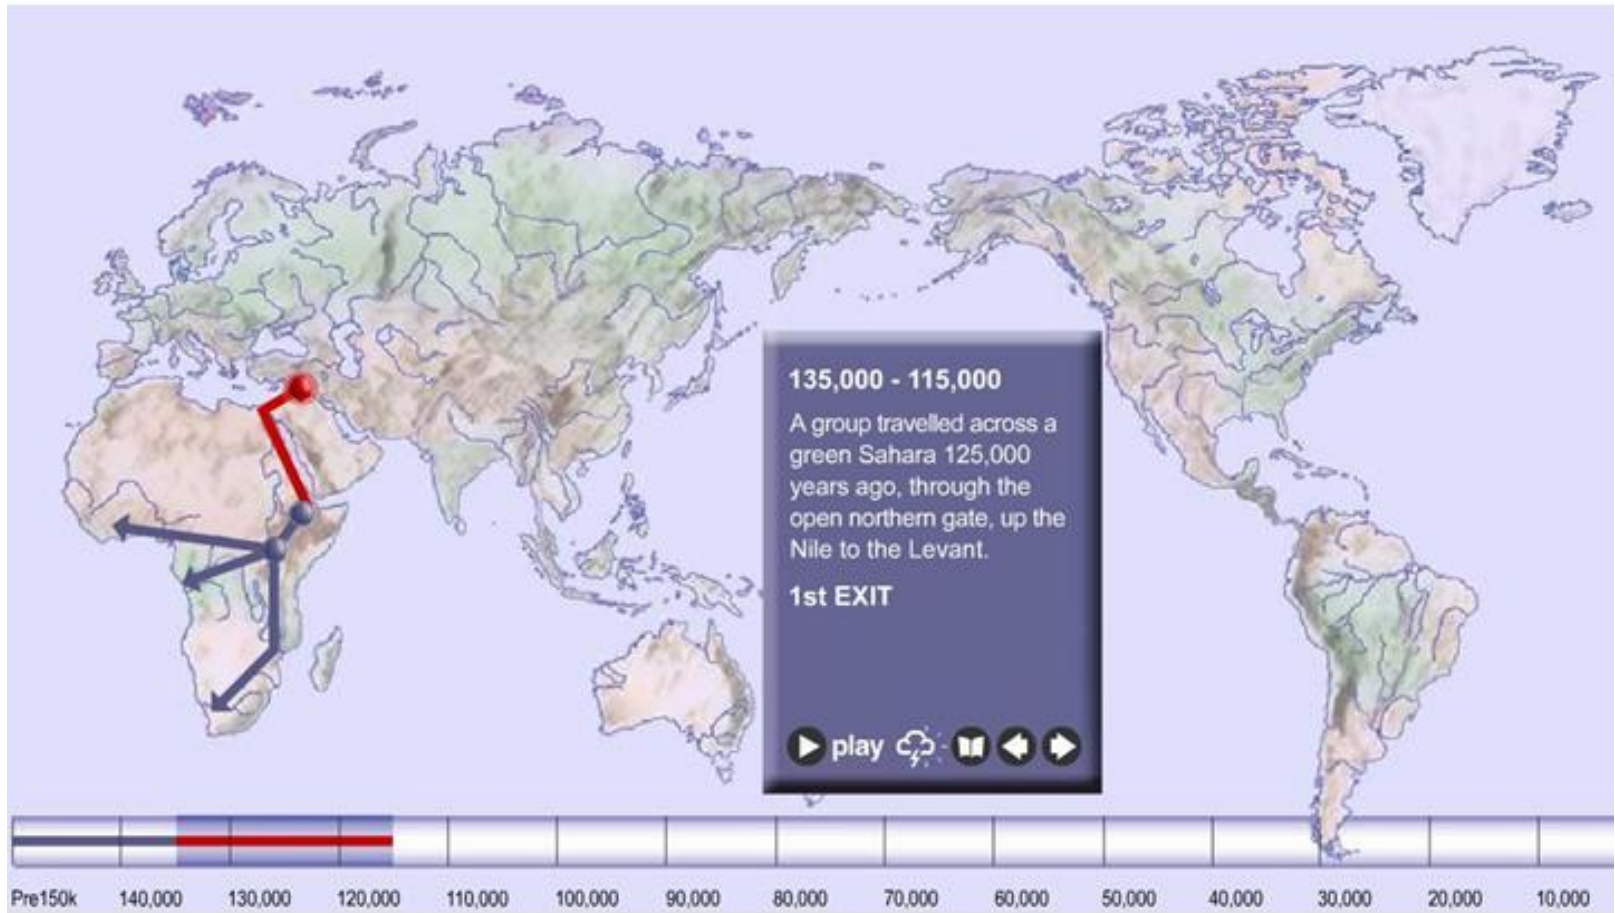 135,000 - 115,000
A group travelled across a
green Sahara 125,000
years ago, through the
open northern gate, up the
Nile to the Levant.
1st EXIT
play
Pre150k 140,000 130,000 120,000 110,000 100,000 90,000 80,000 70,000 60,000 50,000 40,000 30,000 20,000 10,000